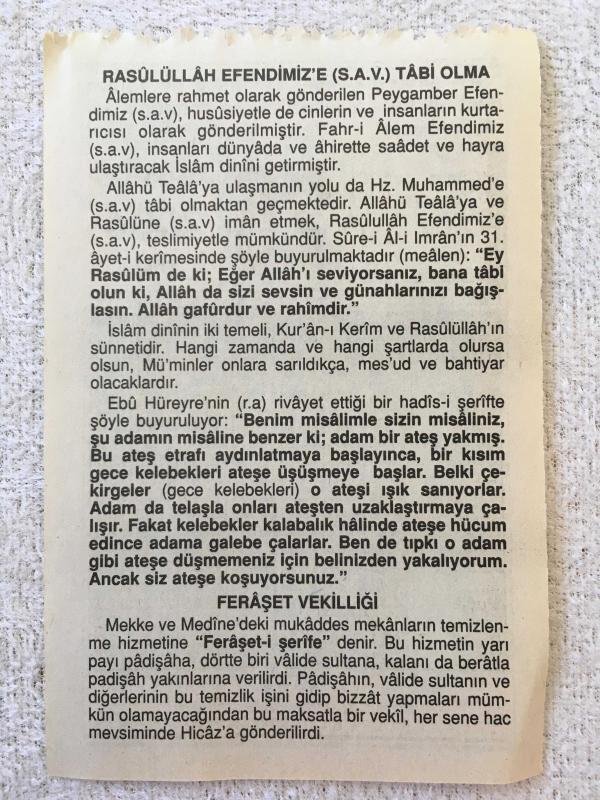 RASÛLÜLLÂH EFENDİMİZ'E (S.A.V.) TÂBİ OLMA
Âlemlere rahmet olarak gönderilen Peygamber Efen-
dimiz (s.a.v), husûsiyetle de cinlerin ve insanların kurta-
rıcısı olarak gönderilmiştir. Fahr-i Âlem Efendimiz
(s.a.v), insanları dünyâda ve âhirette saâdet ve hayra
ulaştıracak İslâm dinîni getirmiştir.
Allâhü Teâlâ'ya ulaşmanın yolu da Hz. Muhammed'e
(s.a.v) tâbi olmaktan geçmektedir. Allâhü Teâlâ'ya ve
Rasûlüne (s.a.v) imân etmek, Rasûlullah Efendimiz'e
(s.a.v), teslimiyetle mümkündür. Sûre-i Âl-i Imrân'ın 31.
âyet-i kerîmesinde şöyle buyurulmaktadır (meâlen): "Ey
Rasûlüm de ki; Eğer Allâh'ı seviyorsanız, bana tâbi
olun ki, Allâh da sizi sevsin ve günahlarınızı bağış-
lasın. Allâh gafûrdur ve rahîmdir."
İslâm dinînin iki temeli, Kur'ân-ı Kerîm ve Rasûlüllâh'ın
sünnetidir. Hangi zamanda ve hangi şartlarda olursa
olsun, Mü'minler onlara sarıldıkça, mes'ud ve bahtiyar
olacaklardır.
Ebû Hüreyre'nin (r.a) rivâyet ettiği bir hadîs-i şerîfte
şöyle buyuruluyor: "Benim misâlimle sizin misâliniz,
şu adamın misâline benzer ki; adam bir ateş yakmış.
Bu ateş etrafı aydınlatmaya başlayınca, bir kısım
gece kelebekleri ateşe üşüşmeye başlar. Belki çe-
kirgeler (gece kelebekleri) o ateşi ışık sanıyorlar.
Adam da telaşla onları ateşten uzaklaştırmaya ça-
lışır. Fakat kelebekler kalabalık hâlinde ateşe hücum
edince adama galebe çalarlar. Ben de tıpkı o adam
gibi ateşe düşmemeniz için belinizden yakalıyorum.
Ancak siz ateşe koşuyorsunuz."
FERÂŞET VEKİLLİĞİ
Mekke ve Medîne'deki mukâddes mekânların temizlen-
me hizmetine "Ferâşet-i şerîfe" denir. Bu hizmetin yarı
payı pâdişâha, dörtte biri vâlide sultana, kalanı da berâtla
padişâh yakınlarına verilirdi. Pâdişâhın, vâlide sultanın ve
diğerlerinin bu temizlik işini gidip bizzât yapmaları müm-
kün olamayacağından bu maksatla bir vekîl, her sene hac
mevsiminde Hicâz'a gönderilirdi.